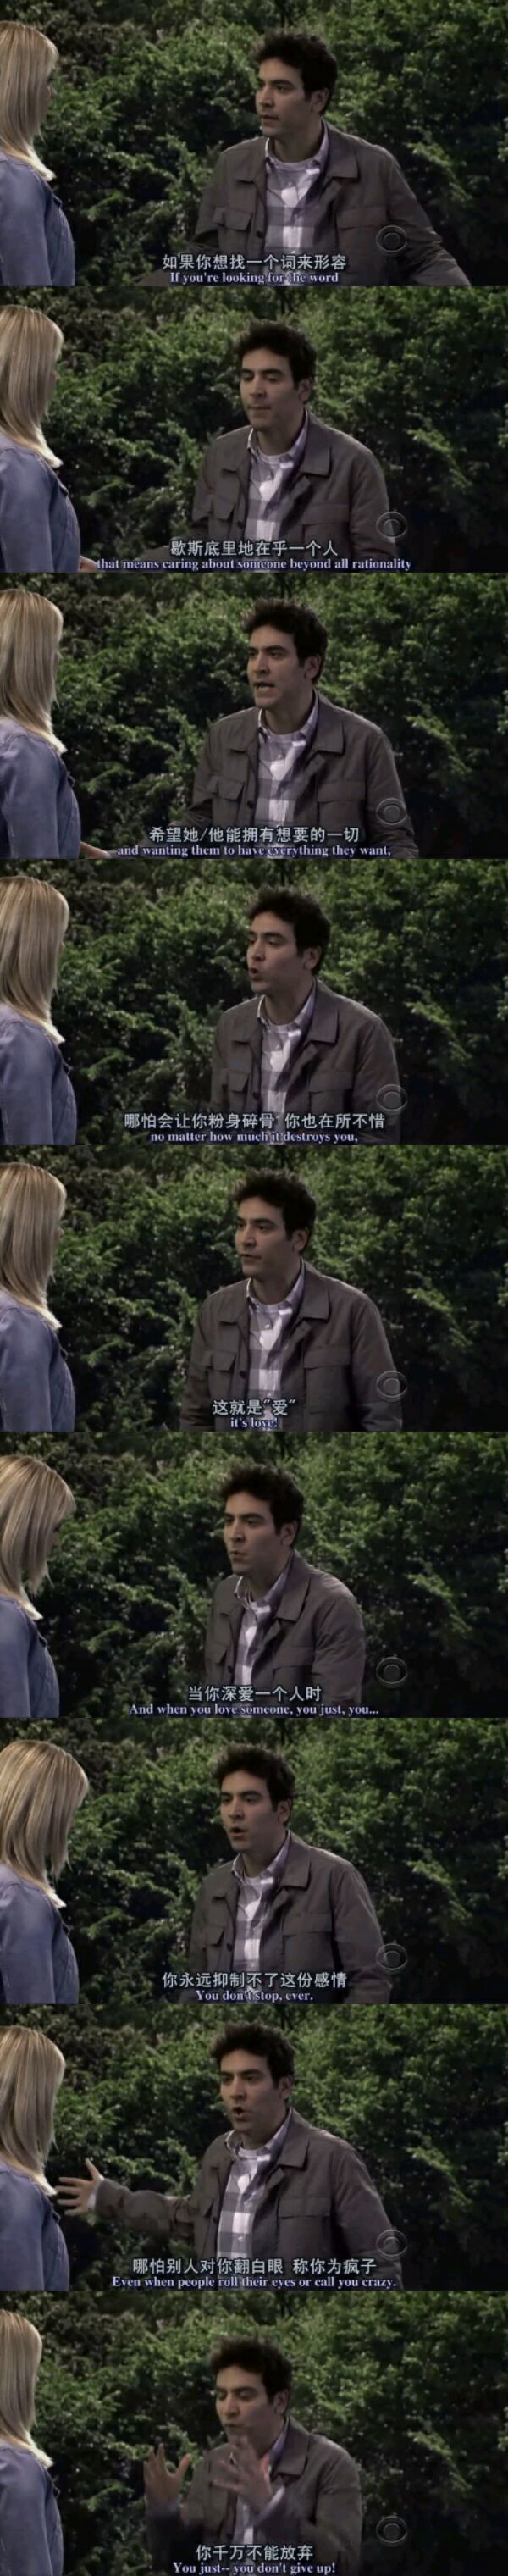 如果你想找一个词来形容
If you're looking for the word
歇斯底里地在乎一个人
that means caring about someone beyond all rationality
希望她/他能拥有想要的一切
and wanting them to have everything they want,
哪怕会让你粉身碎骨 你也在所不惜
no matter how much it destroys you,
这就是"爱"
it's love!
当你深爱一个人时
And when you love someone, you just, you...
你永远抑制不了这份感情
You don't stop, ever.
哪怕别人对你翻白眼 称你为疯子
Even when people roll their eyes or call you crazy.
你千万不能放弃
You just-- you don't give up!